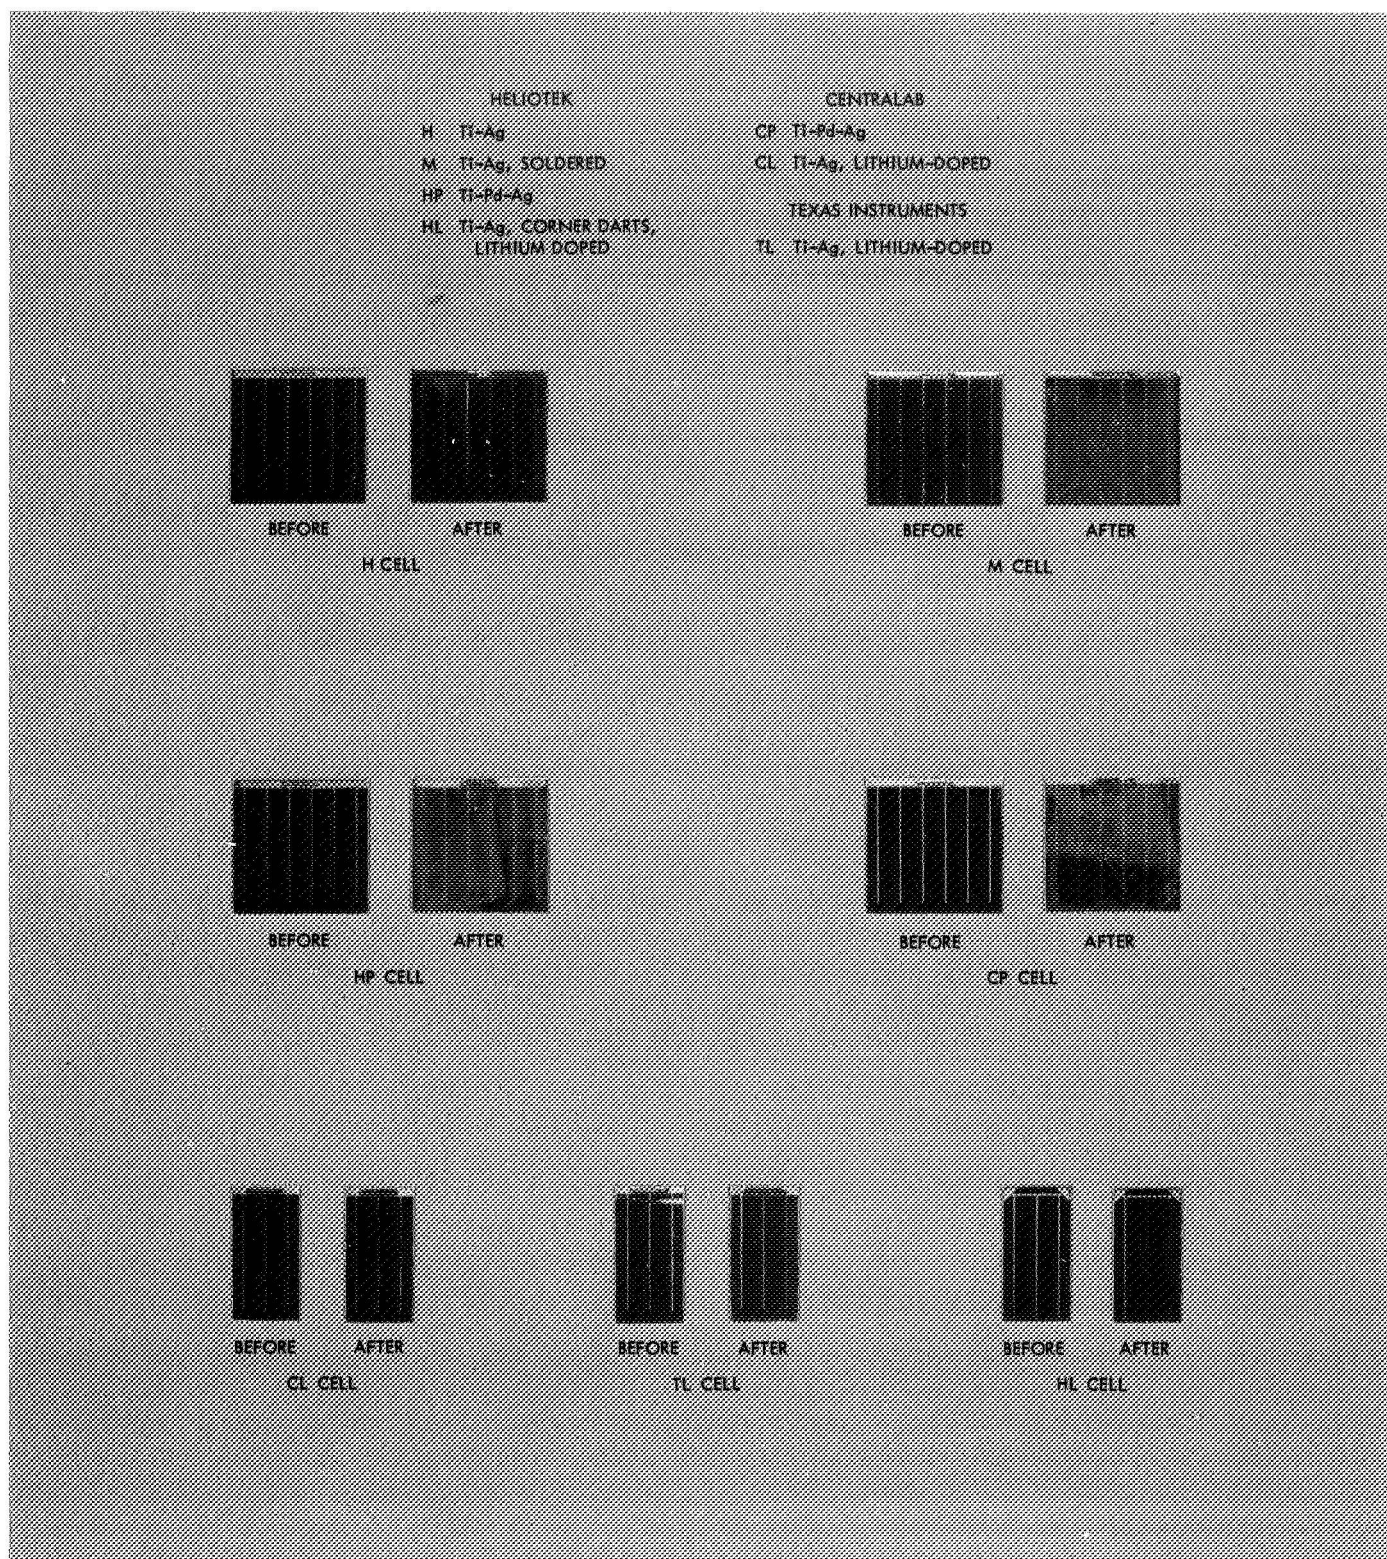 HELIOTEK
H Ti-Ag
M Ti-Ag, SOLDERED
HP Ti-Pd-Ag
HL Ti-Ag, CORNER DARTS,
LITHIUM DOPED
CENTRALAB
CP Ti-Pd-Ag
CL Ti-Ag, LITHIUM-DOPED
TEXAS INSTRUMENTS
TL Ti-Ag, LITHIUM-DOPED
BEFORE AFTER
H CELL
BEFORE AFTER
M CELL
BEFORE AFTER
HP CELL
BEFORE AFTER
CP CELL
BEFORE AFTER
CL CELL
BEFORE AFTER
TL CELL
BEFORE AFTER
HL CELL